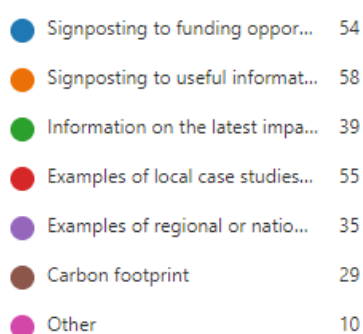 Signposting to funding oppor... 54
Signposting to useful informat... 58
Information on the latest impa... 39
Examples of local case studies... 55
Examples of regional or natio... 35
Carbon footprint 29
Other 10